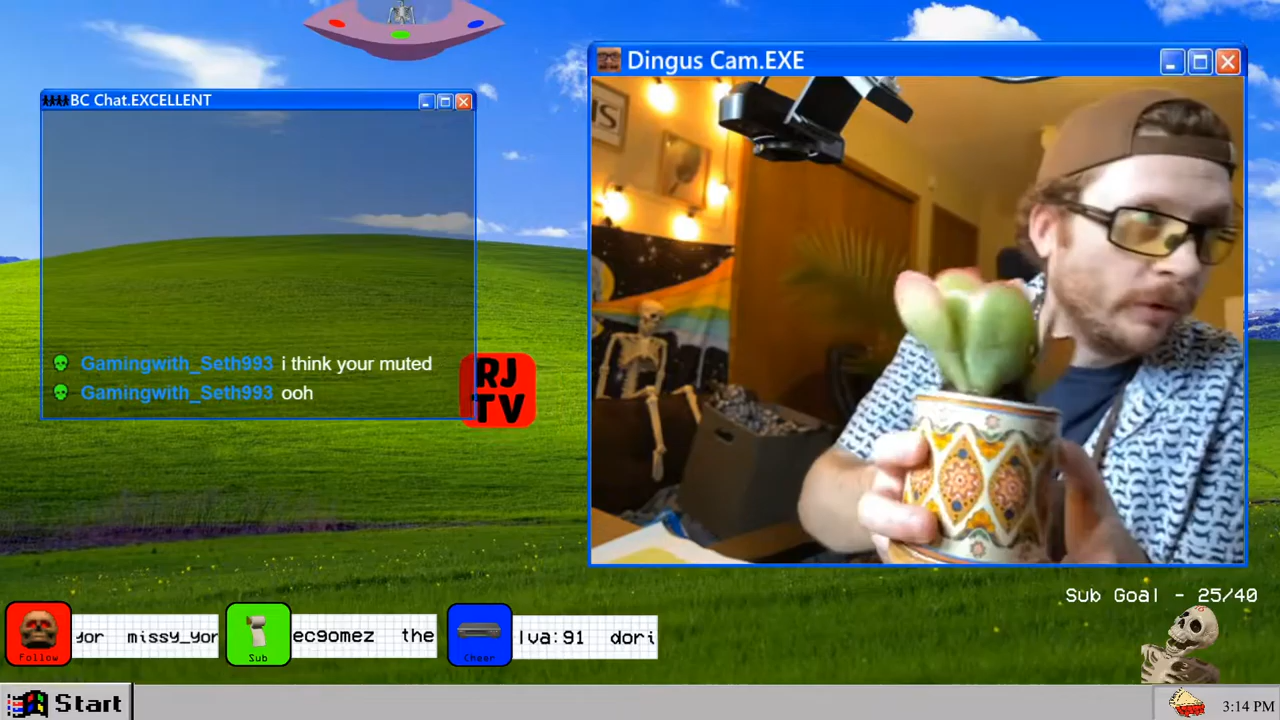 Dingus Cam.EXE
BC Chat.EXCELLENT
IS
Gamingwith_Seth993 i think your muted
Gamingwith_Seth993 ooh
RJ
TV
Sub Goal - 25/40
yor missy_yor
ecgomez the
lva:91 dori
Follow
Sub
Cheer
Start
3:14 PM